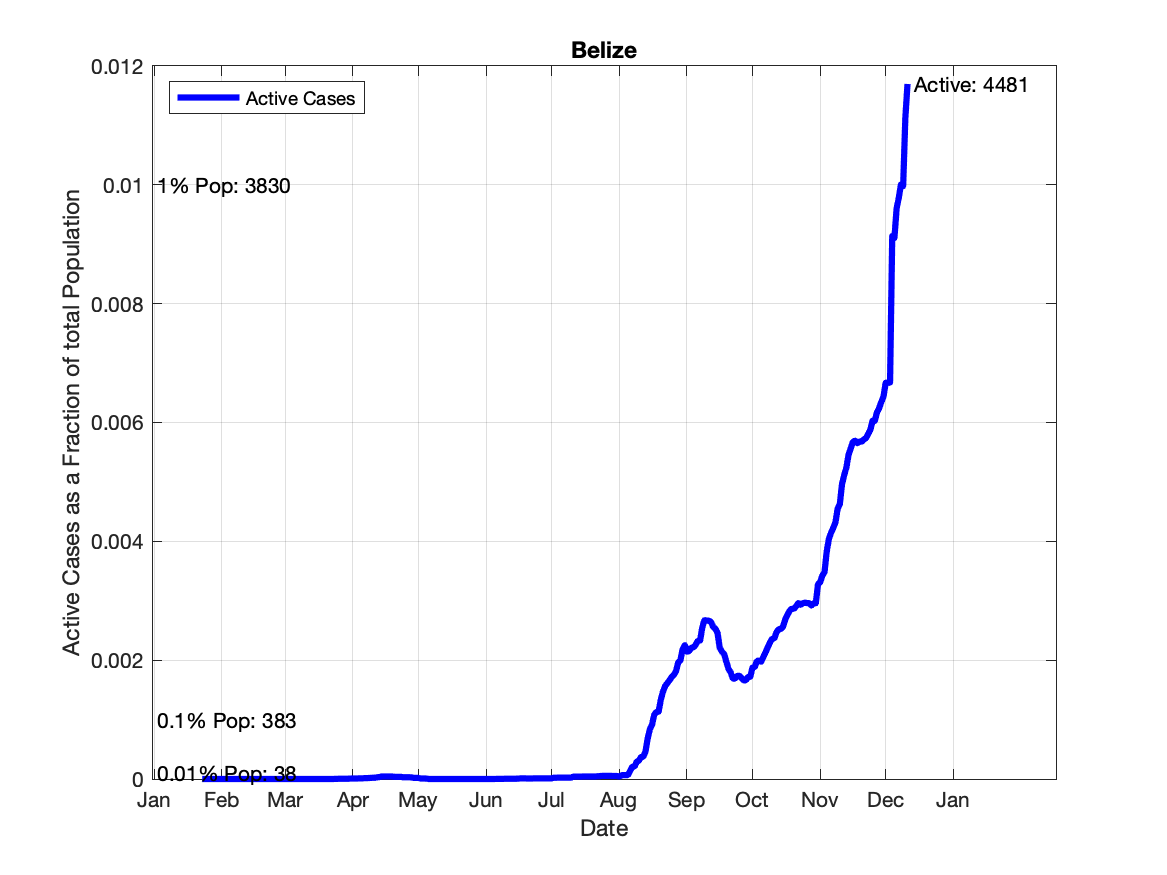 Belize
0.012
Active Cases
Active: 4481
0.01
1% Pop: 3830
0.008
0.006
0.004
0.002
0.1% Pop: 383
0.01% Pop: 38
0
Jan Feb Mar Apr May Jun Jul Aug Sep Oct Nov Dec Jan
Date
Active Cases as a Fraction of total Population